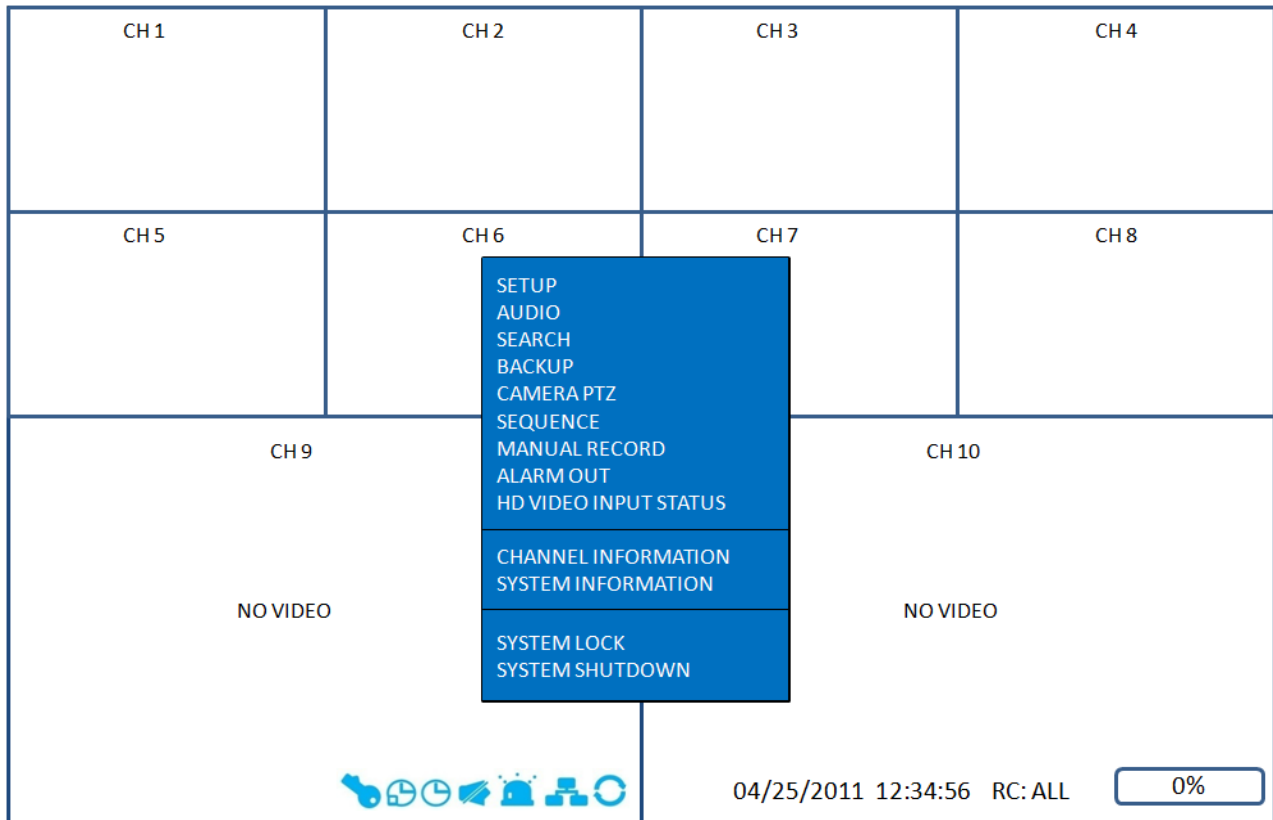 CH 1 CH 2 CH 3 CH 4
CH 5 CH 6 CH 7 CH 8
SETUP
AUDIO
SEARCH
BACKUP
CAMERA PTZ
SEQUENCE
MANUAL RECORD
ALARM OUT
HD VIDEO INPUT STATUS
CHANNEL INFORMATION
SYSTEM INFORMATION
SYSTEM LOCK
SYSTEM SHUTDOWN
CH 9 CH 10
NO VIDEO NO VIDEO
04/25/2011 12:34:56 RC: ALL 0%